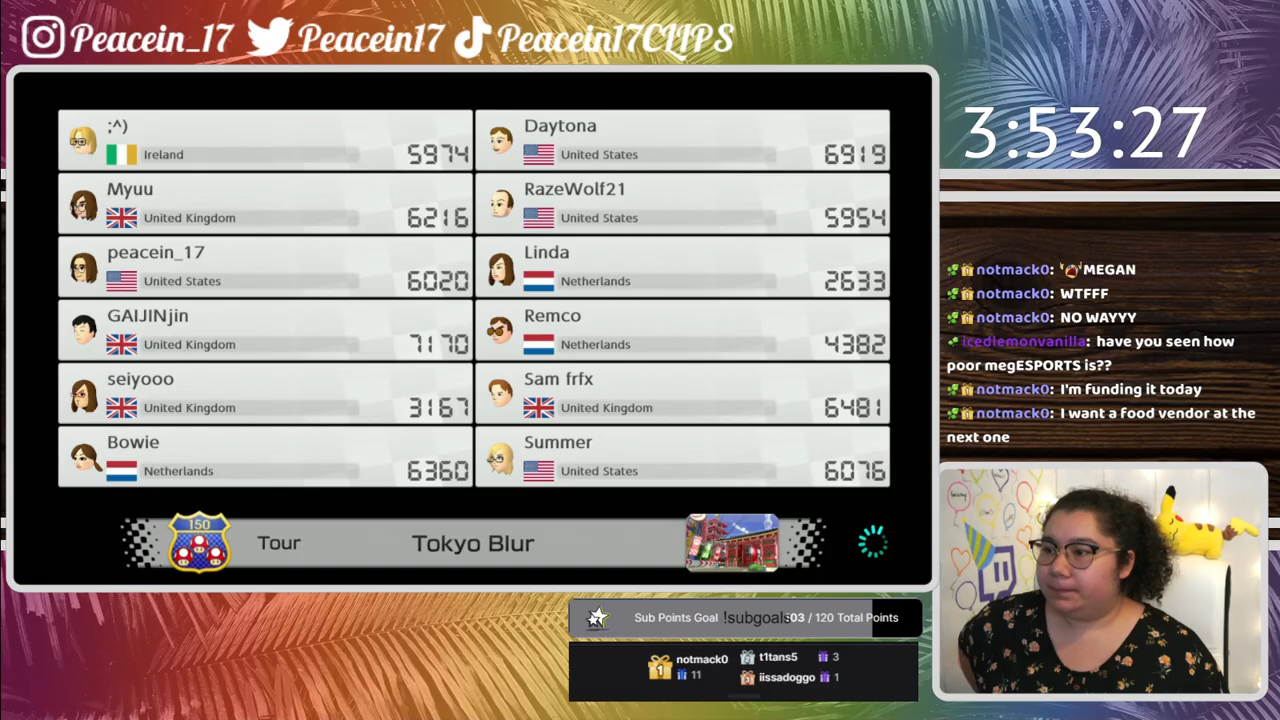 Peacein_17 Peacein17 Peacein17CLIPS
3:53:27
;^)
Ireland 5974
Daytona
United States 6919
Myuu
United Kingdom 6216
RazeWolf21
United States 5954
peacein_17
United States 6020
Linda
Netherlands 2633
GAIJINjin
United Kingdom 7170
Remco
Netherlands 4382
seiyooo
United Kingdom 3167
Sam frfx
United Kingdom 6481
Bowie
Netherlands 6360
Summer
United States 6076
150 Tour Tokyo Blur
notmack0: MEGAN
notmack0: WTFFF
notmack0: NO WAYYY
icedlemonvanilla: have you seen how
poor megESPORTS is??
notmack0: I'm funding it today
notmack0: I want a food vendor at the
next one
Sub Points Goal !subgoals 03 / 120 Total Points
1 notmack0 11
t1tans5 3
iissadoggo 1